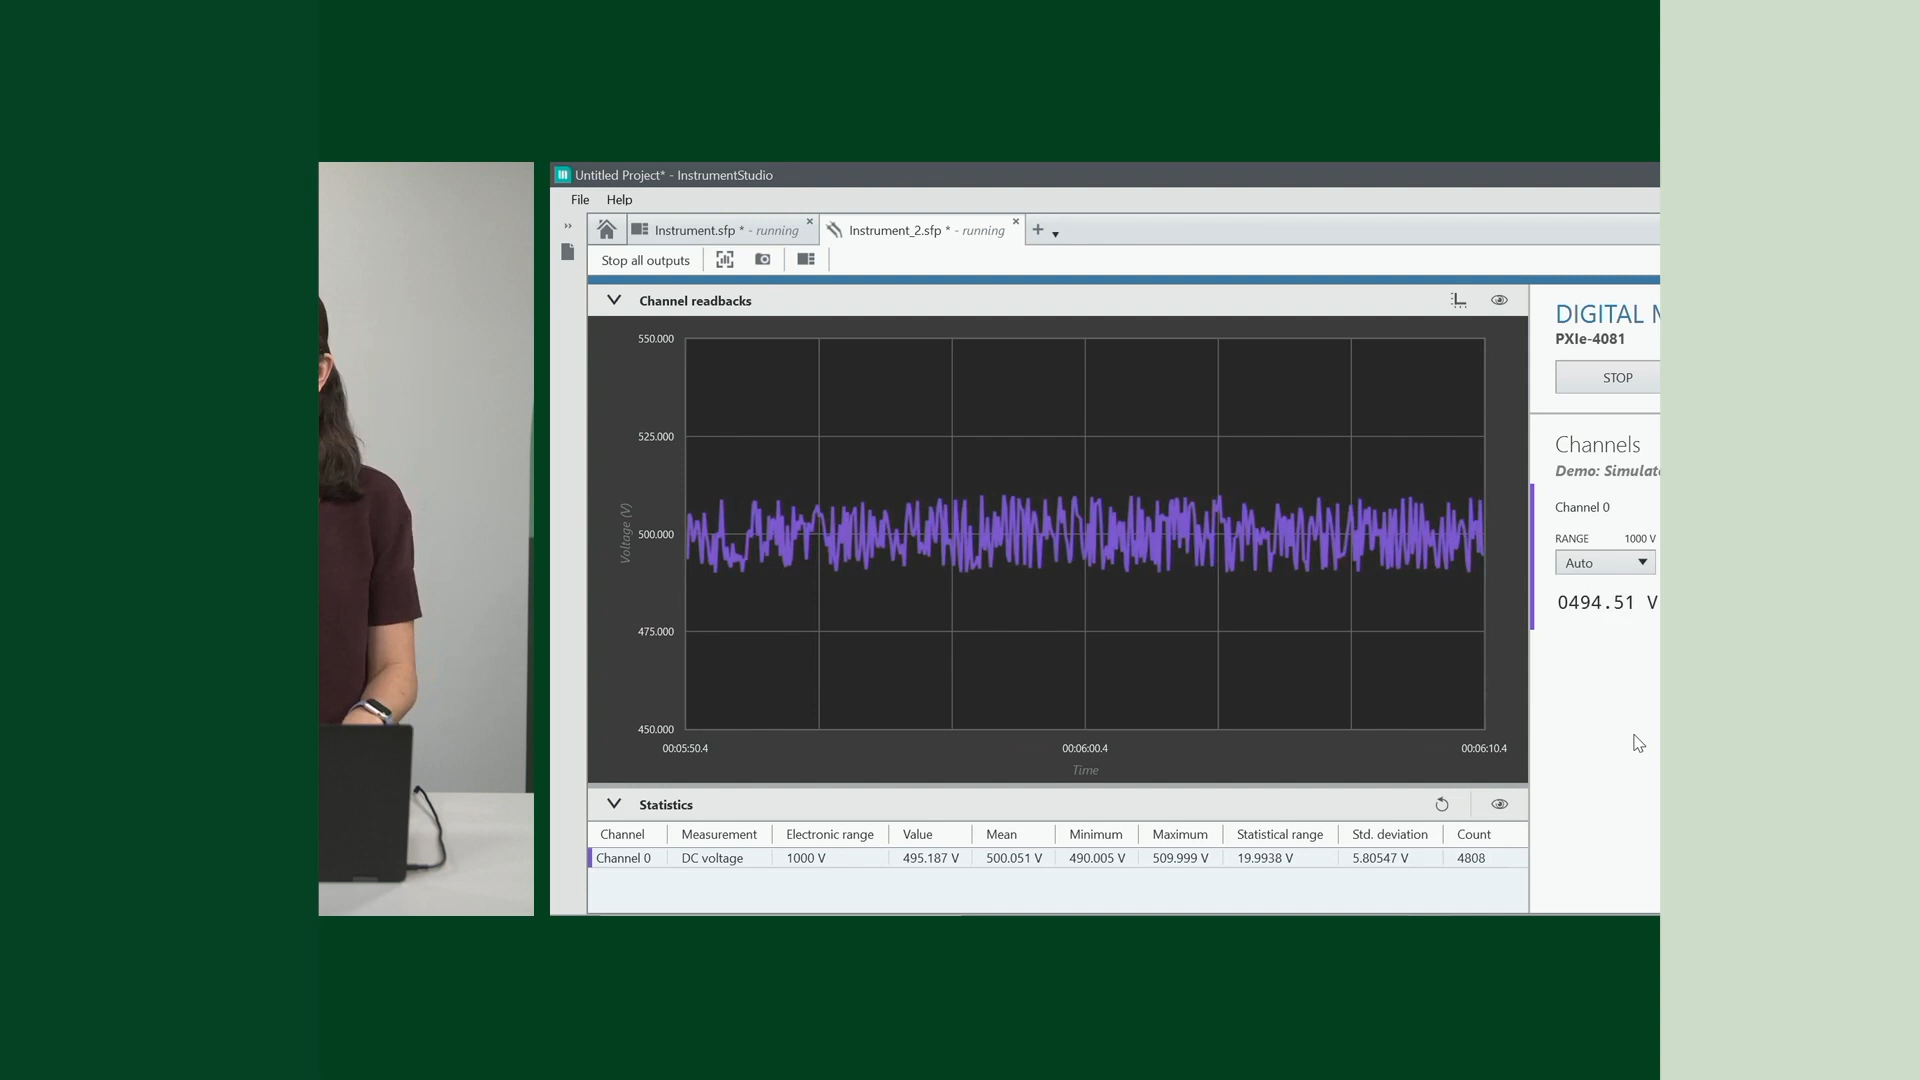 Untitled Project* - InstrumentStudio
File Help
Instrument.sfp * - running
Instrument_2.sfp * - running
Stop all outputs
Channel readbacks
550.000
525.000
500.000
475.000
450.000
Voltage (V)
00:05:50.4 00:06:00.4 00:06:10.4
Time
Statistics
Channel Measurement Electronic range Value Mean Minimum Maximum Statistical range Std. deviation Count
Channel 0 DC voltage 1000 V 495.187 V 500.051 V 490.005 V 509.999 V 19.9938 V 5.80547 V 4808
DIGITAL
PXIe-4081
STOP
Channels
Demo: Simulat
Channel 0
RANGE 1000 V
Auto
0494.51 V